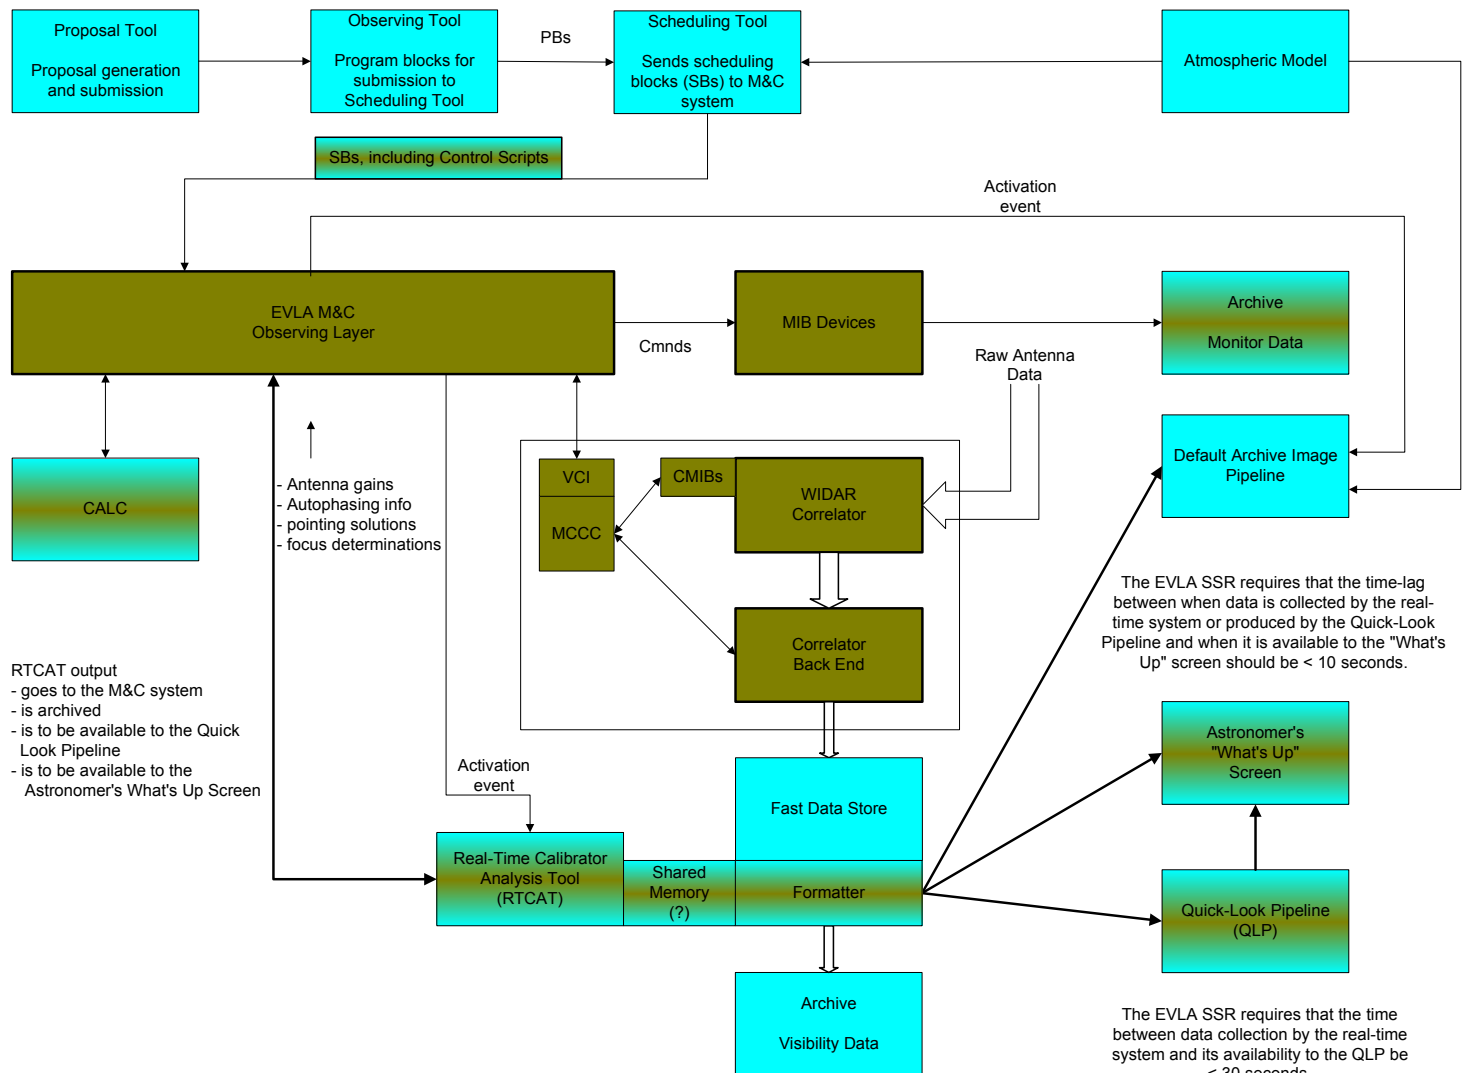 Proposal Tool
Proposal generation
and submission
Observing Tool
Program blocks for
submission to
Scheduling Tool
PBs
Scheduling Tool
Sends scheduling
blocks (SBs) to M&C
system
Atmospheric Model
SBs, including Control Scripts
Activation
event
EVLA M&C
Observing Layer
Cmnds
MIB Devices
Archive
Monitor Data
Raw Antenna
Data
CALC
- Antenna gains
- Autophasing info
- pointing solutions
- focus determinations
VCI
MCCC
CMIBs
WIDAR
Correlator
Default Archive Image
Pipeline
Correlator
Back End
The EVLA SSR requires that the time-lag
between when data is collected by the real-
time system or produced by the Quick-Look
Pipeline and when it is available to the "What's
Up" screen should be < 10 seconds.
RTCAT output
- goes to the M&C system
- is archived
- is to be available to the Quick
Look Pipeline
- is to be available to the
Astronomer's What's Up Screen
Activation
event
Fast Data Store
Astronomer's
"What's Up"
Screen
Real-Time Calibrator
Analysis Tool
(RTCAT)
Shared
Memory
(?)
Formatter
Quick-Look Pipeline
(QLP)
Archive
Visibility Data
The EVLA SSR requires that the time
between data collection by the real-time
system and its availability to the QLP be
< 30 seconds